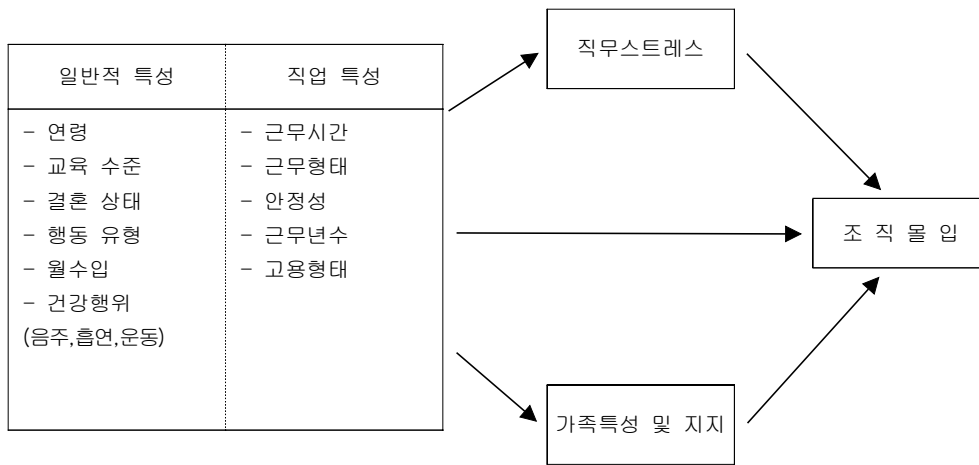 직무스트레스
일반적 특성
직업 특성
- 연령
- 교육 수준
- 결혼 상태
- 행동 유형
- 월수입
- 건강행위
(음주,흡연,운동)
- 근무시간
- 근무형태
- 안정성
- 근무년수
- 고용형태
조 직 몰 입
가족특성 및 지지